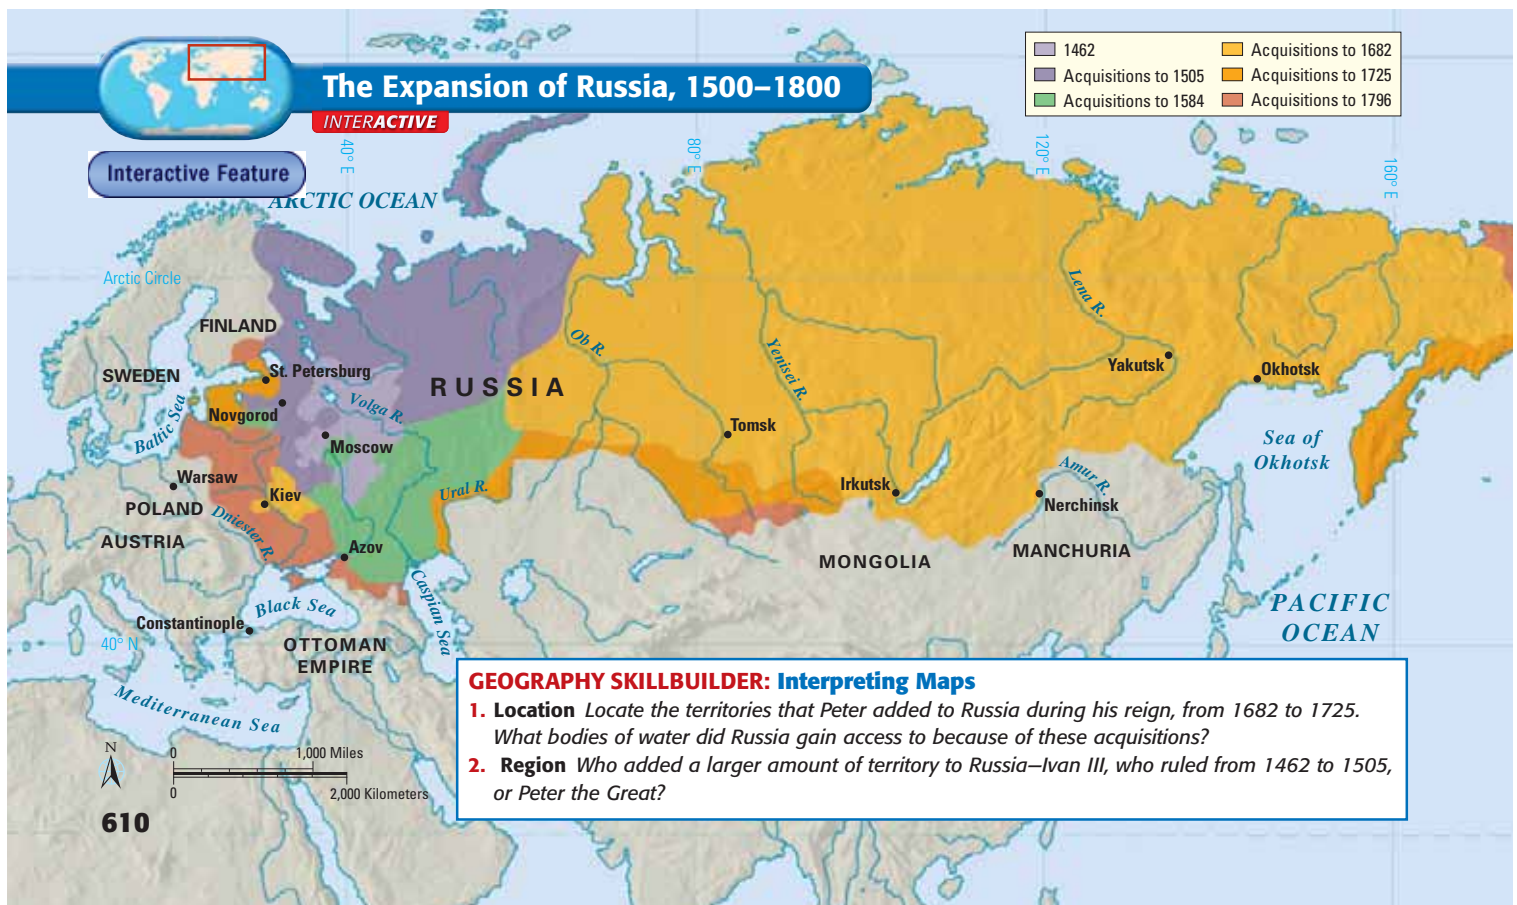 The Expansion of Russia, 1500–1800
INTERACTIVE
Interactive Feature
1462
Acquisitions to 1505
Acquisitions to 1584
Acquisitions to 1682
Acquisitions to 1725
Acquisitions to 1796
40° E
80° E
120° E
160° E
ARCTIC OCEAN
Arctic Circle
FINLAND
SWEDEN
St. Petersburg
RUSSIA
Ob R.
Yenisei R.
Lena R.
Yakutsk
Okhotsk
Novgorod
Volga R.
Baltic Sea
Moscow
Tomsk
Sea of
Okhotsk
Warsaw
Kiev
Ural R.
Irkutsk
Amur R.
Nerchinsk
POLAND
Dniester R.
AUSTRIA
Azov
MONGOLIA
MANCHURIA
Caspian Sea
Black Sea
Constantinople
PACIFIC
OCEAN
40° N
OTTOMAN
EMPIRE
Mediterranean Sea
N
0
1,000 Miles
0
2,000 Kilometers
GEOGRAPHY SKILLBUILDER: Interpreting Maps
1. Location Locate the territories that Peter added to Russia during his reign, from 1682 to 1725.
What bodies of water did Russia gain access to because of these acquisitions?
2. Region Who added a larger amount of territory to Russia—Ivan III, who ruled from 1462 to 1505,
or Peter the Great?
610